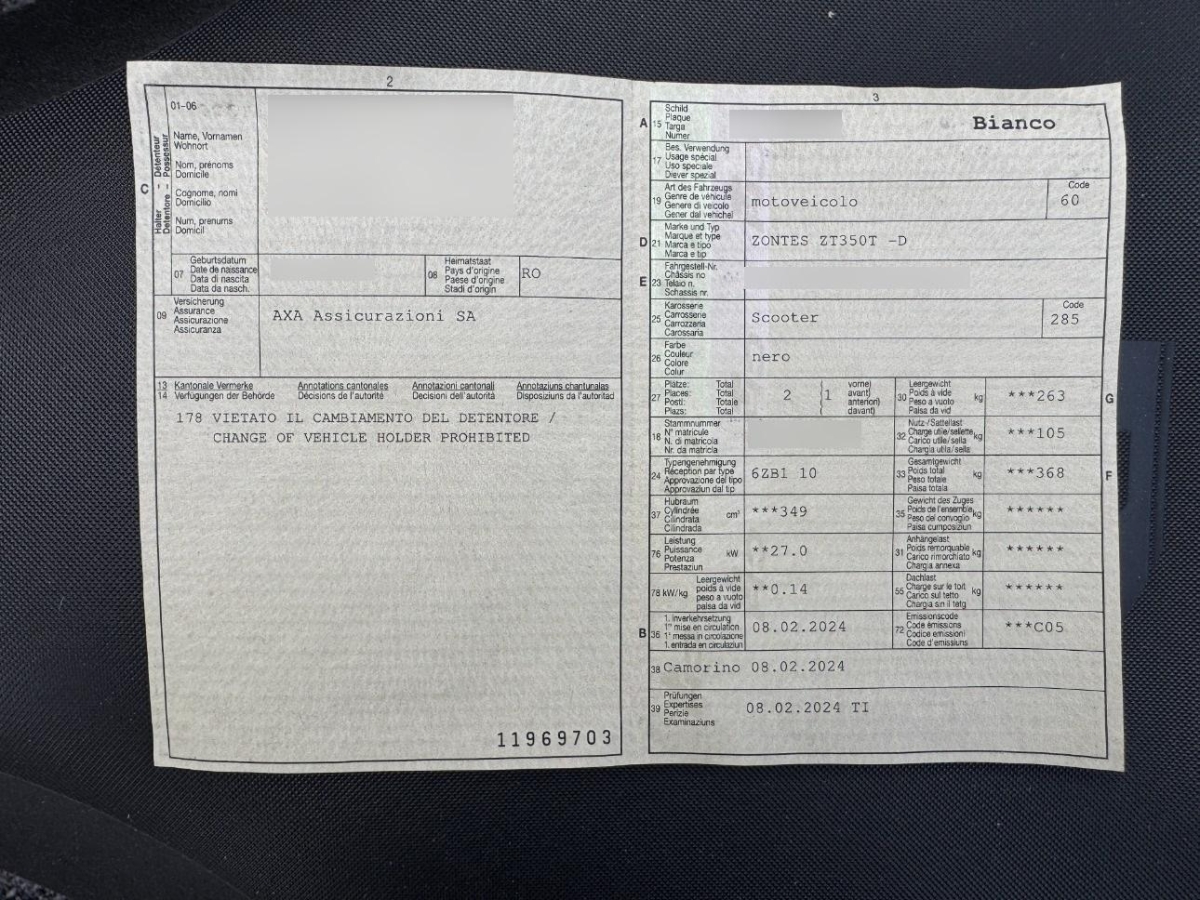 2
01-06
C
Halter - Détenteur
Detentore - Possessur
Name, Vornamen
Wohnort
Nom, prénoms
Domicile
Cognome, nomi
Domicilio
Num, prenums
Domicil
07
Geburtsdatum
Date de naissance
Data di nascita
Data da nasch.
08
Heimatstaat
Pays d'origine
Paese d'origine
Stadi d'origin
RO
09
Versicherung
Assurance
Assicurazione
Assicuranza
AXA Assicurazioni SA
13 Kantonale Vermerke Annotations cantonales Annotazioni cantonali Annotaziuns chantunalas
14 Verfügungen der Behörde Décisions de l'autorité Decisioni dell'autorità Disposiziuns da l'autoritad
178 VIETATO IL CAMBIAMENTO DEL DETENTORE /
CHANGE OF VEHICLE HOLDER PROHIBITED
11969703
3
A 15
Schild
Plaque
Targa
Numer
Bianco
17
Bes. Verwendung
Usage spécial
Uso speciale
Diever spezial
19
Art des Fahrzeugs
Genre de véhicule
Genere di veicolo
Gener dal vehichel
motoveicolo
Code
60
D 21
Marke und Typ
Marque et type
Marca e tipo
Marca e tip
ZONTES ZT350T -D
E 23
Fahrgestell-Nr.
Châssis no
Telaio n.
Schassis nr.
25
Karosserie
Carrosserie
Carrozzeria
Carossaria
Scooter
Code
285
26
Farbe
Couleur
Colore
Colur
nero
27
Plätze: Total
Places: Total
Posti: Totale
Plazs: Total
2
(1
vorne)
avant)
anteriori)
davant)
30
Leergewicht
Poids à vide
Peso a vuoto
Paisa da vid
kg
***263
G
18
Stammnummer
N° matricule
N. di matricola
Nr. da matricla
32
Nutz-/Sattellast
Charge utile/sellette
Carico utile/sella
Chargia utila/sella
kg
***105
24
Typengenehmigung
Réception par type
Approvazione del tipo
Approvaziun dal tip
6ZB1 10
33
Gesamtgewicht
Poids total
Peso totale
Paisa totala
kg
***368
F
37
Hubraum
Cylindrée
Cilindrata
Cilindrada
cm³
***349
35
Gewicht des Zuges
Poids de l'ensemble
Peso del convoglio
Paisa cumposiziun
kg
******
76
Leistung
Puissance
Potenza
Prestaziun
kW
**27.0
31
Anhängelast
Poids remorquable
Carico rimorchiato
Chargia annexa
kg
******
78 kW/kg
Leergewicht
poids à vide
peso a vuoto
paisa da vid
**0.14
55
Dachlast
Charge sur le toit
Carico sul tetto
Chargia sin il tetg
kg
******
B 36
1. Inverkehrsetzung
1re mise en circulation
1a messa in circolazione
1. entrada en circulaziun
08.02.2024
72
Emissionscode
Code émissions
Codice emissioni
Code d'emissiuns
***C05
38 Camorino 08.02.2024
39
Prüfungen
Expertises
Perizie
Examinaziuns
08.02.2024 TI